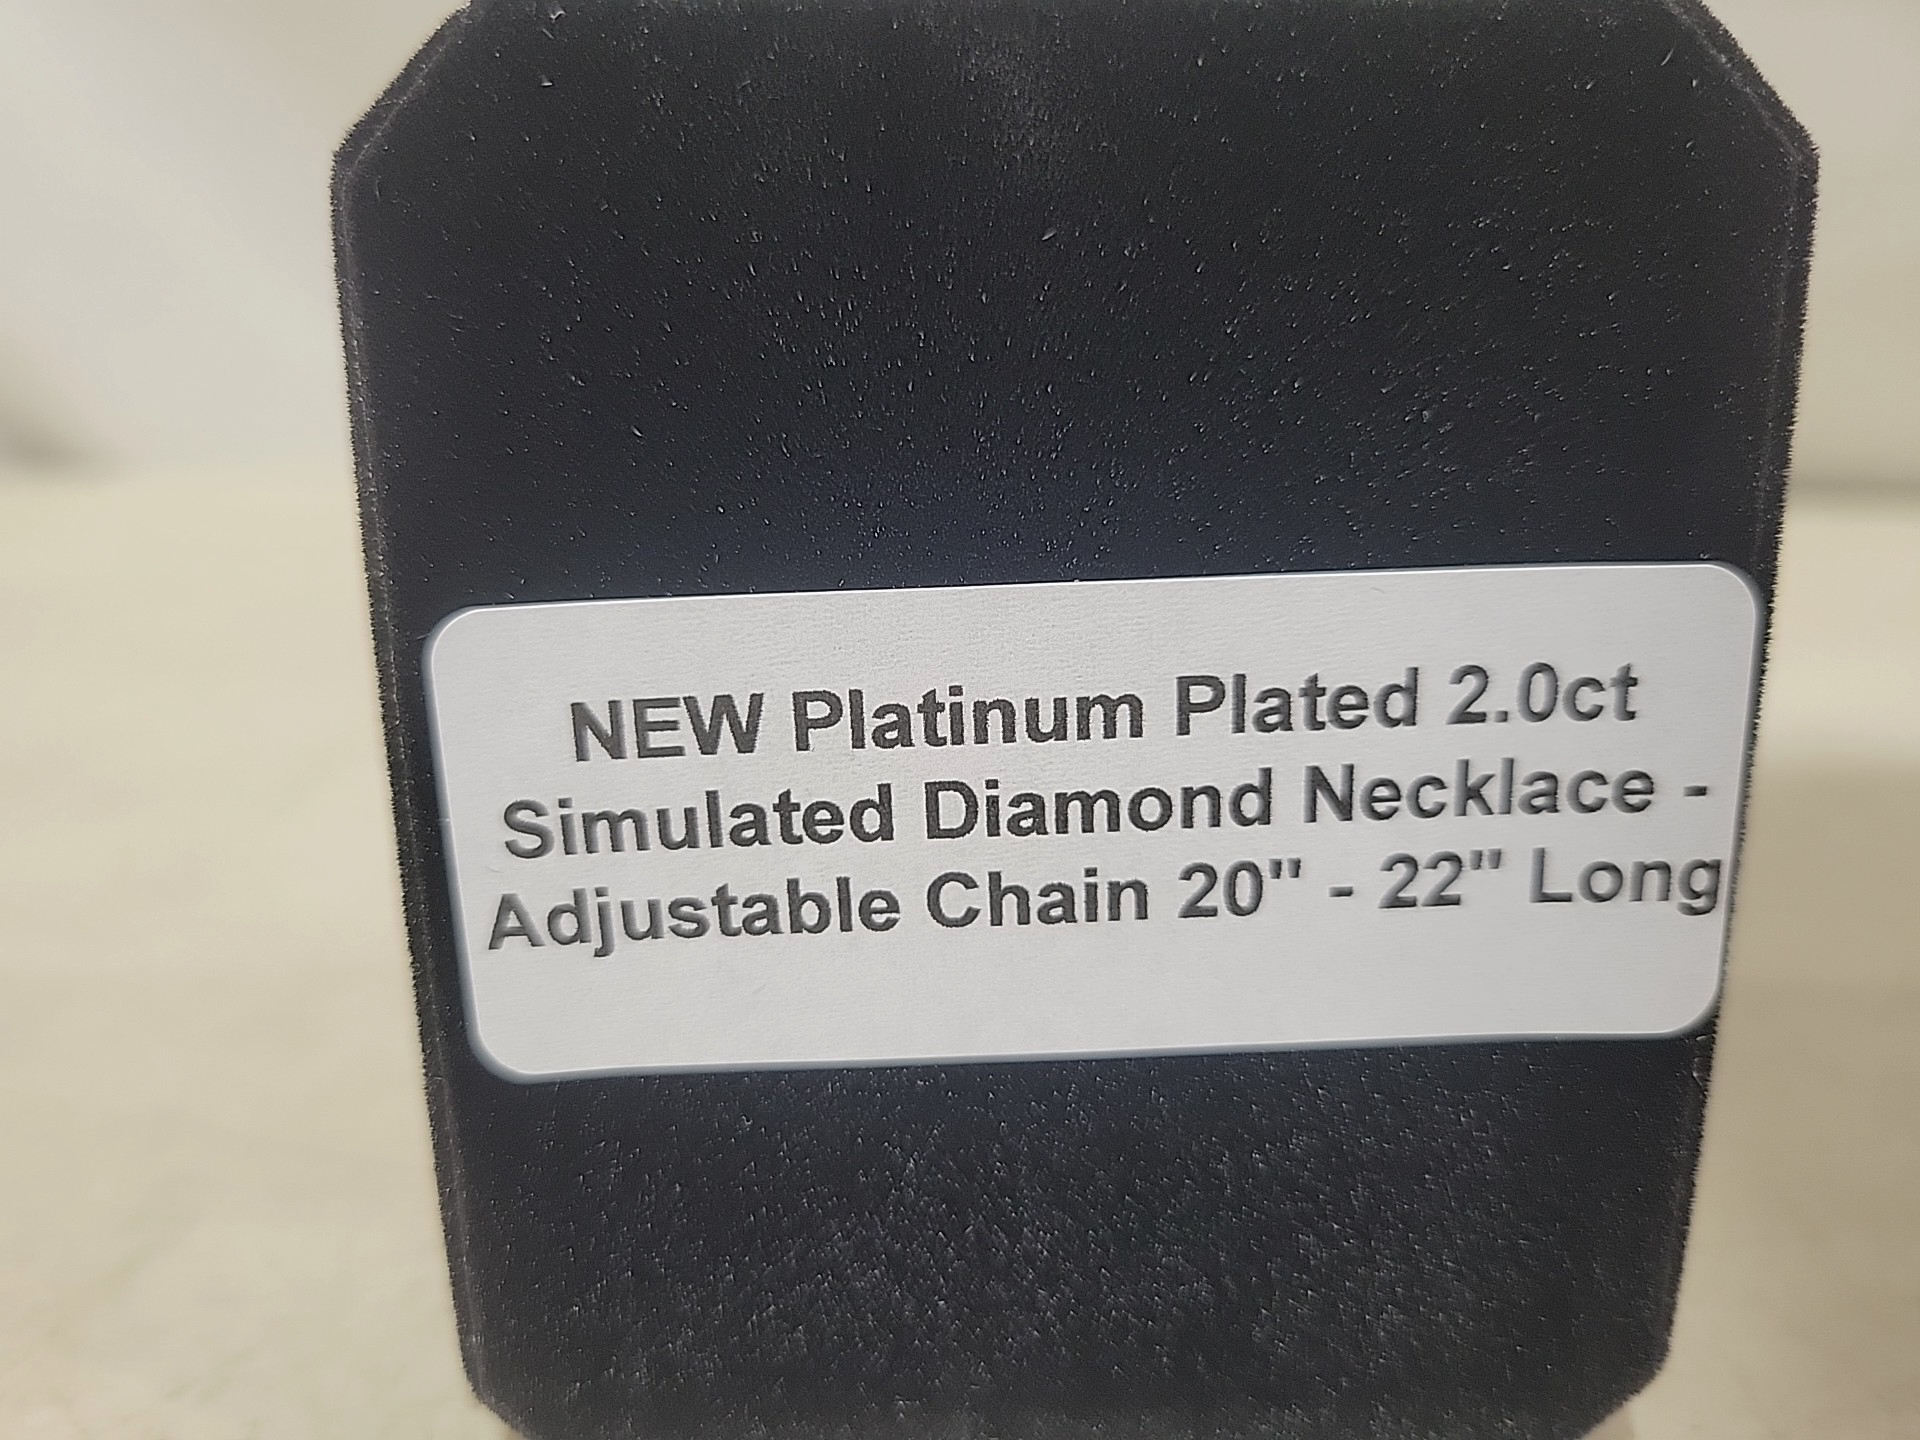 NEW Platinum Plated 2.0ct
Simulated Diamond Necklace -
Adjustable Chain 20" - 22" Long